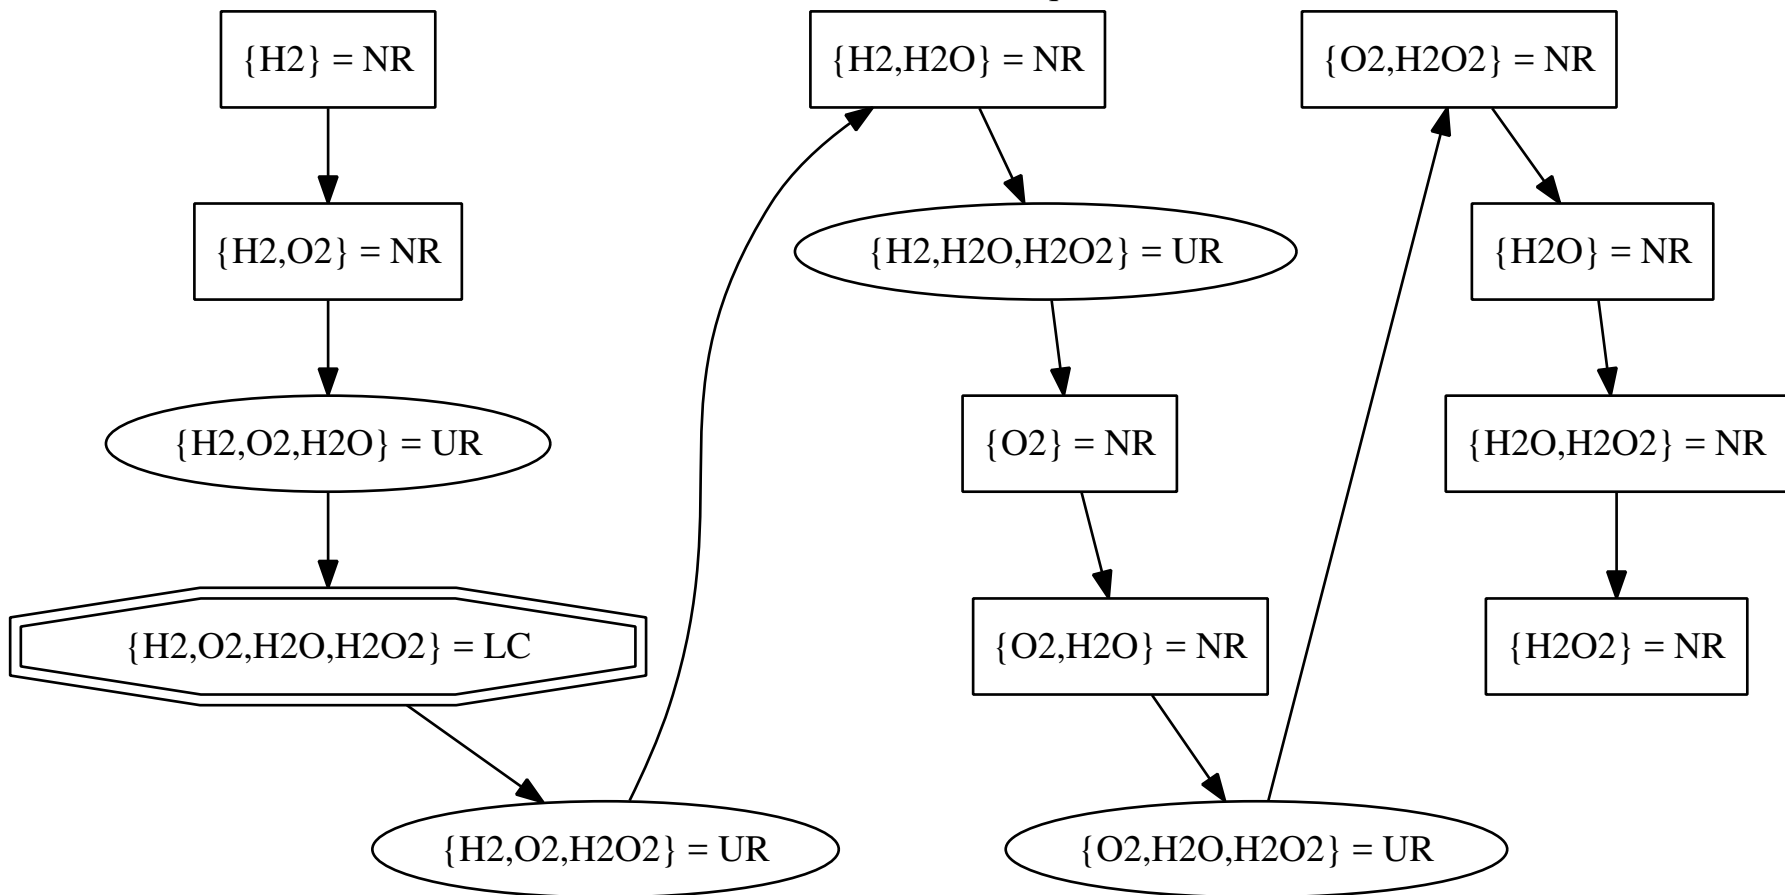 {H2} = NR
{H2,O2} = NR
{H2,O2,H2O} = UR
{H2,O2,H2O,H2O2} = LC
{H2,O2,H2O2} = UR
{H2,H2O} = NR
{H2,H2O,H2O2} = UR
{O2} = NR
{O2,H2O} = NR
{O2,H2O,H2O2} = UR
{O2,H2O2} = NR
{H2O} = NR
{H2O,H2O2} = NR
{H2O2} = NR